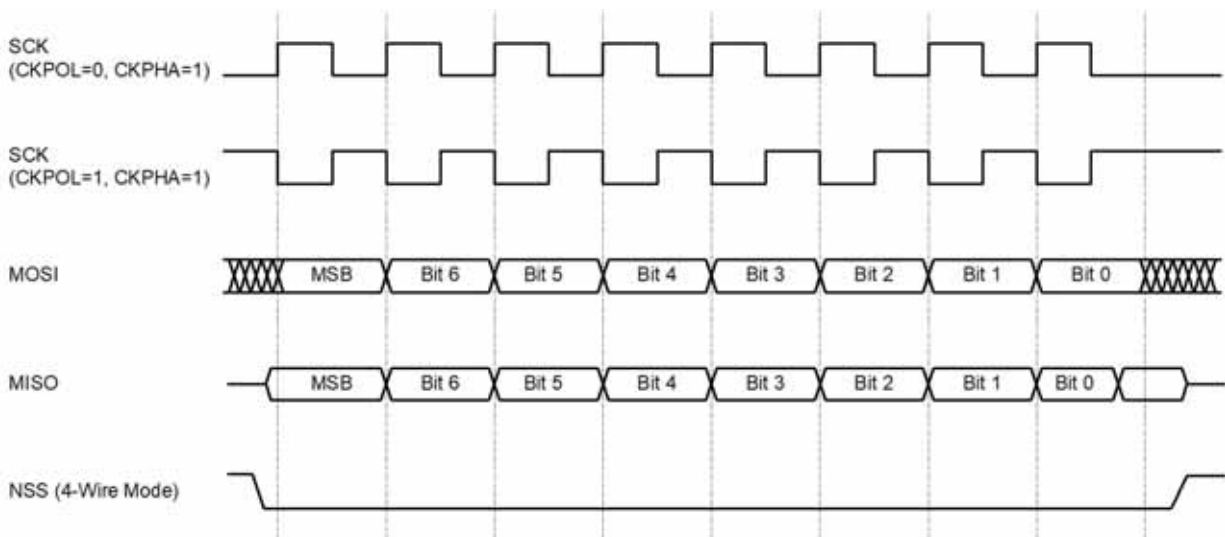 SCK
(CKPOL=0, CKPHA=1)
SCK
(CKPOL=1, CKPHA=1)
MOSI
MSB Bit 6 Bit 5 Bit 4 Bit 3 Bit 2 Bit 1 Bit 0
MISO
MSB Bit 6 Bit 5 Bit 4 Bit 3 Bit 2 Bit 1 Bit 0
NSS (4-Wire Mode)